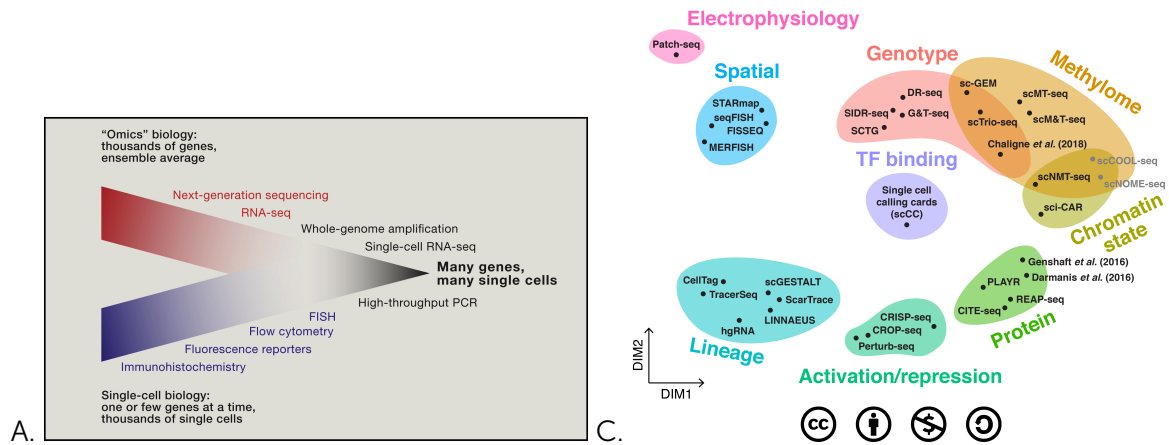 “Omics” biology:
thousands of genes,
ensemble average
Next-generation sequencing
RNA-seq
Whole-genome amplification
Single-cell RNA-seq
Many genes,
many single cells
High-throughput PCR
FISH
Flow cytometry
Fluorescence reporters
Immunohistochemistry
Single-cell biology:
one or few genes at a time,
thousands of single cells
A.
Electrophysiology
Patch-seq
Spatial
STARmap
seqFISH
FISSEQ
MERFISH
Genotype
DR-seq
SIDR-seq
G&T-seq
SCTG
Methylome
sc-GEM
scMT-seq
scTrio-seq
scM&T-seq
Chaligne et al. (2018)
scCOOL-seq
scNMT-seq
scNOME-seq
sci-CAR
Chromatin
state
TF binding
Single cell
calling cards
(scCC)
CellTag
scGESTALT
TracerSeq
ScarTrace
LINNAEUS
hgRNA
Lineage
CRISP-seq
CROP-seq
Perturb-seq
Activation/repression
Genshaft et al. (2016)
Darmanis et al. (2016)
PLAYR
REAP-seq
CITE-seq
Protein
DIM2
DIM1
cc
$
C.